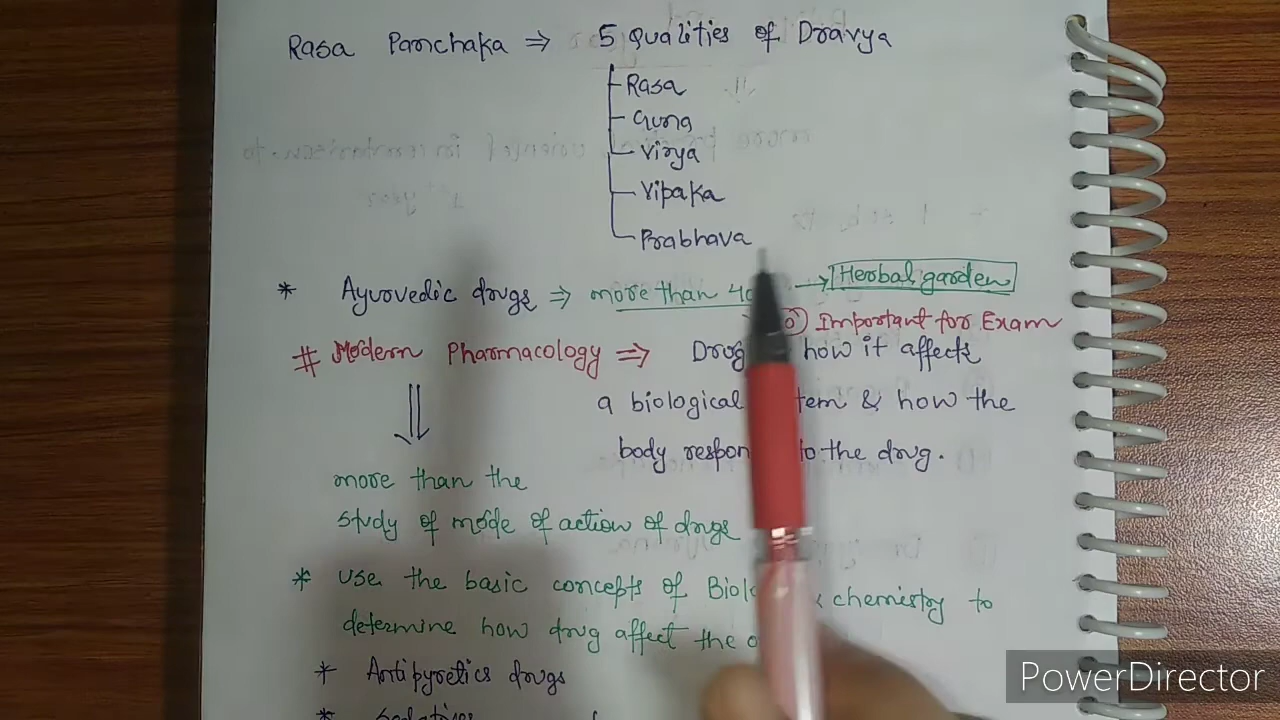 Rasa Panchaka ⇒ 5 Qualities of Dravya
Rasa
Guna
Virya
Vipaka
Prabhava
* Ayurvedic drugs ⇒ more than → Herbal garden
Important for Exam
# Modern Pharmacology ⇒ how it affects
a biological & how the
body to the drug.
more than the
study of mode of action of drugs
* Use the basic concepts of chemistry to
determine how drug affect the
* Antipyretics drugs
*
PowerDirector